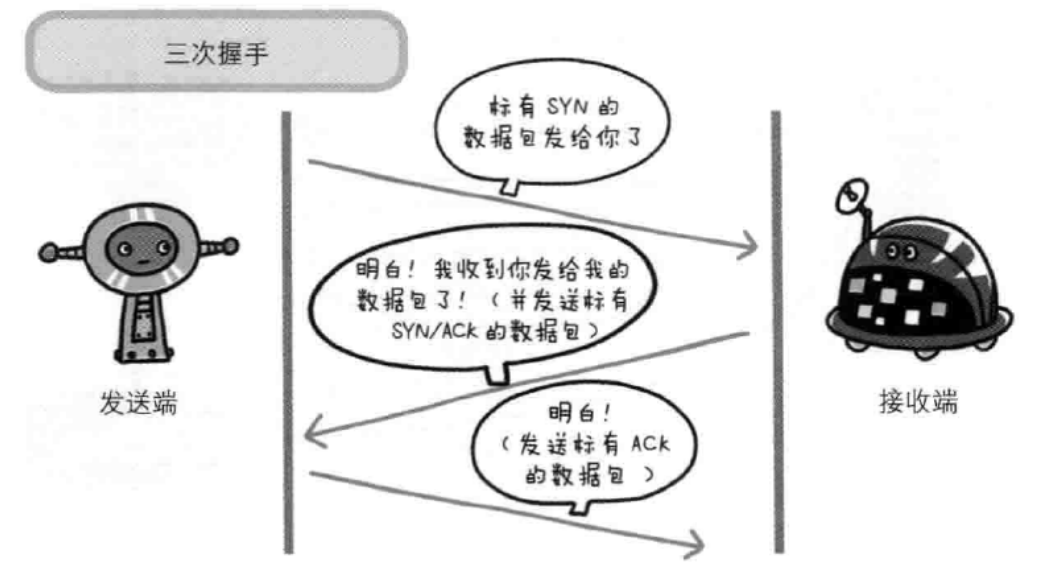 三次握手
标有 SYN 的
数据包发给你了
明白！我收到你发给我的
数据包了！（并发送标有
SYN/ACK 的数据包）
发送端
接收端
明白！
（发送标有 ACK
的数据包）